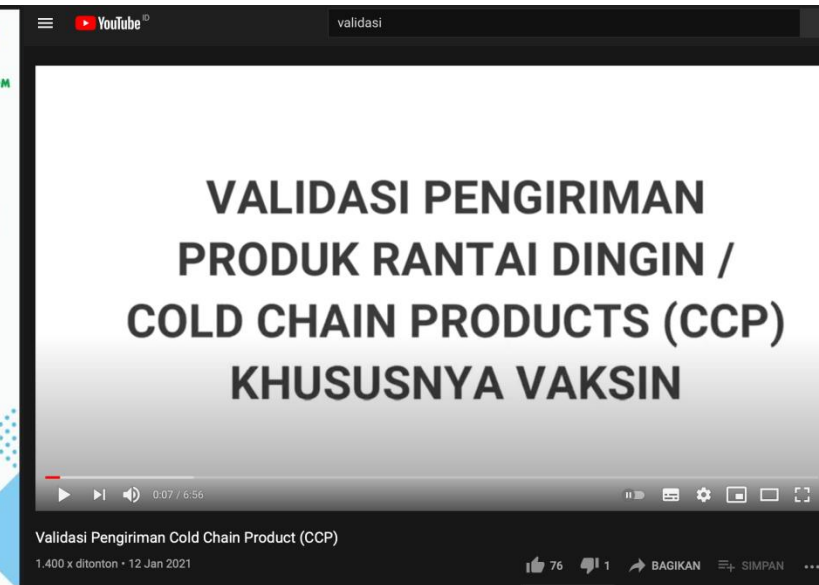 YouTube ID
validasi
M
VALIDASI PENGIRIMAN
PRODUK RANTAI DINGIN /
COLD CHAIN PRODUCTS (CCP)
KHUSUSNYA VAKSIN
0:07 / 6:56
Validasi Pengiriman Cold Chain Product (CCP)
1.400 x ditonton • 12 Jan 2021
76 1 BAGIKAN SIMPAN